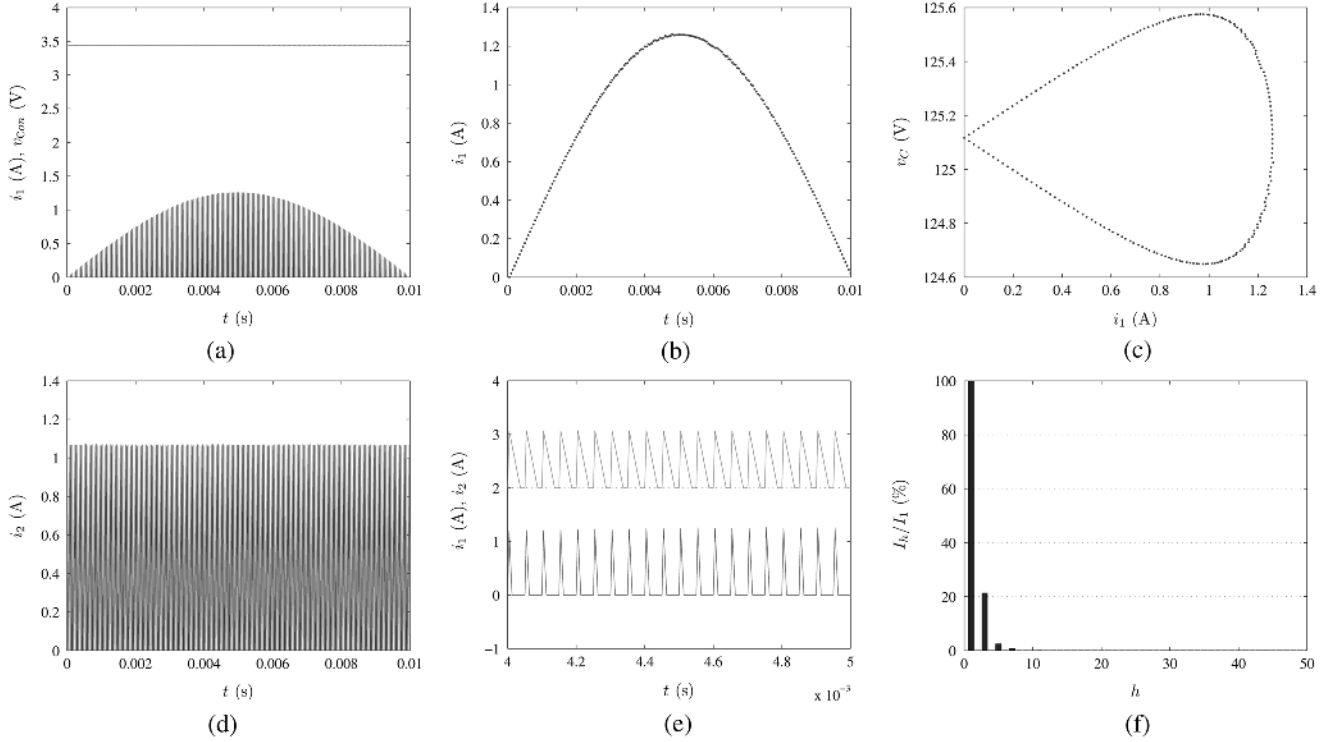 4
3.5
3
2.5
2
1.5
1
0.5
0
0 0.002 0.004 0.006 0.008 0.01
i₁ (A), v_Con (V)
t (s)
(a)
1.4
1.2
1
0.8
0.6
0.4
0.2
0
0 0.002 0.004 0.006 0.008 0.01
i₁ (A)
t (s)
(b)
125.6
125.4
125.2
125
124.8
124.6
0 0.2 0.4 0.6 0.8 1 1.2 1.4
v_C (V)
i₁ (A)
(c)
1.4
1.2
1
0.8
0.6
0.4
0.2
0
0 0.002 0.004 0.006 0.008 0.01
i₂ (A)
t (s)
(d)
4
3
2
1
0
−1
4 4.2 4.4 4.6 4.8 5
x 10⁻³
i₁ (A), i₂ (A)
t (s)
(e)
100
80
60
40
20
0
0 10 20 30 40 50
I_h/I₁ (%)
h
(f)